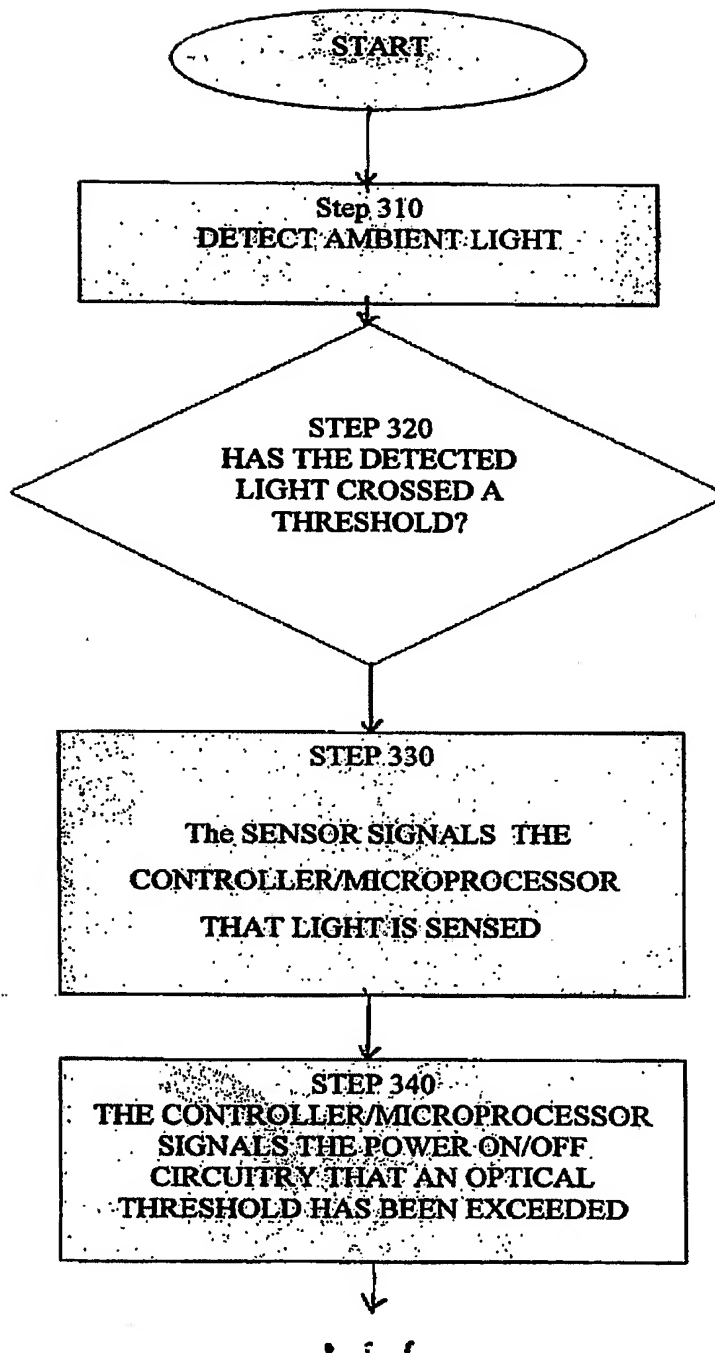 START
Step 310
DETECT AMBIENT LIGHT
STEP 320
HAS THE DETECTED
LIGHT CROSSED A
THRESHOLD?
STEP 330
The SENSOR SIGNALS THE
CONTROLLER/MICROPROCESSOR
THAT LIGHT IS SENSED
STEP 340
THE CONTROLLER/MICROPROCESSOR
SIGNALS THE POWER ON/OFF
CIRCUITRY THAT AN OPTICAL
THRESHOLD HAS BEEN EXCEEDED